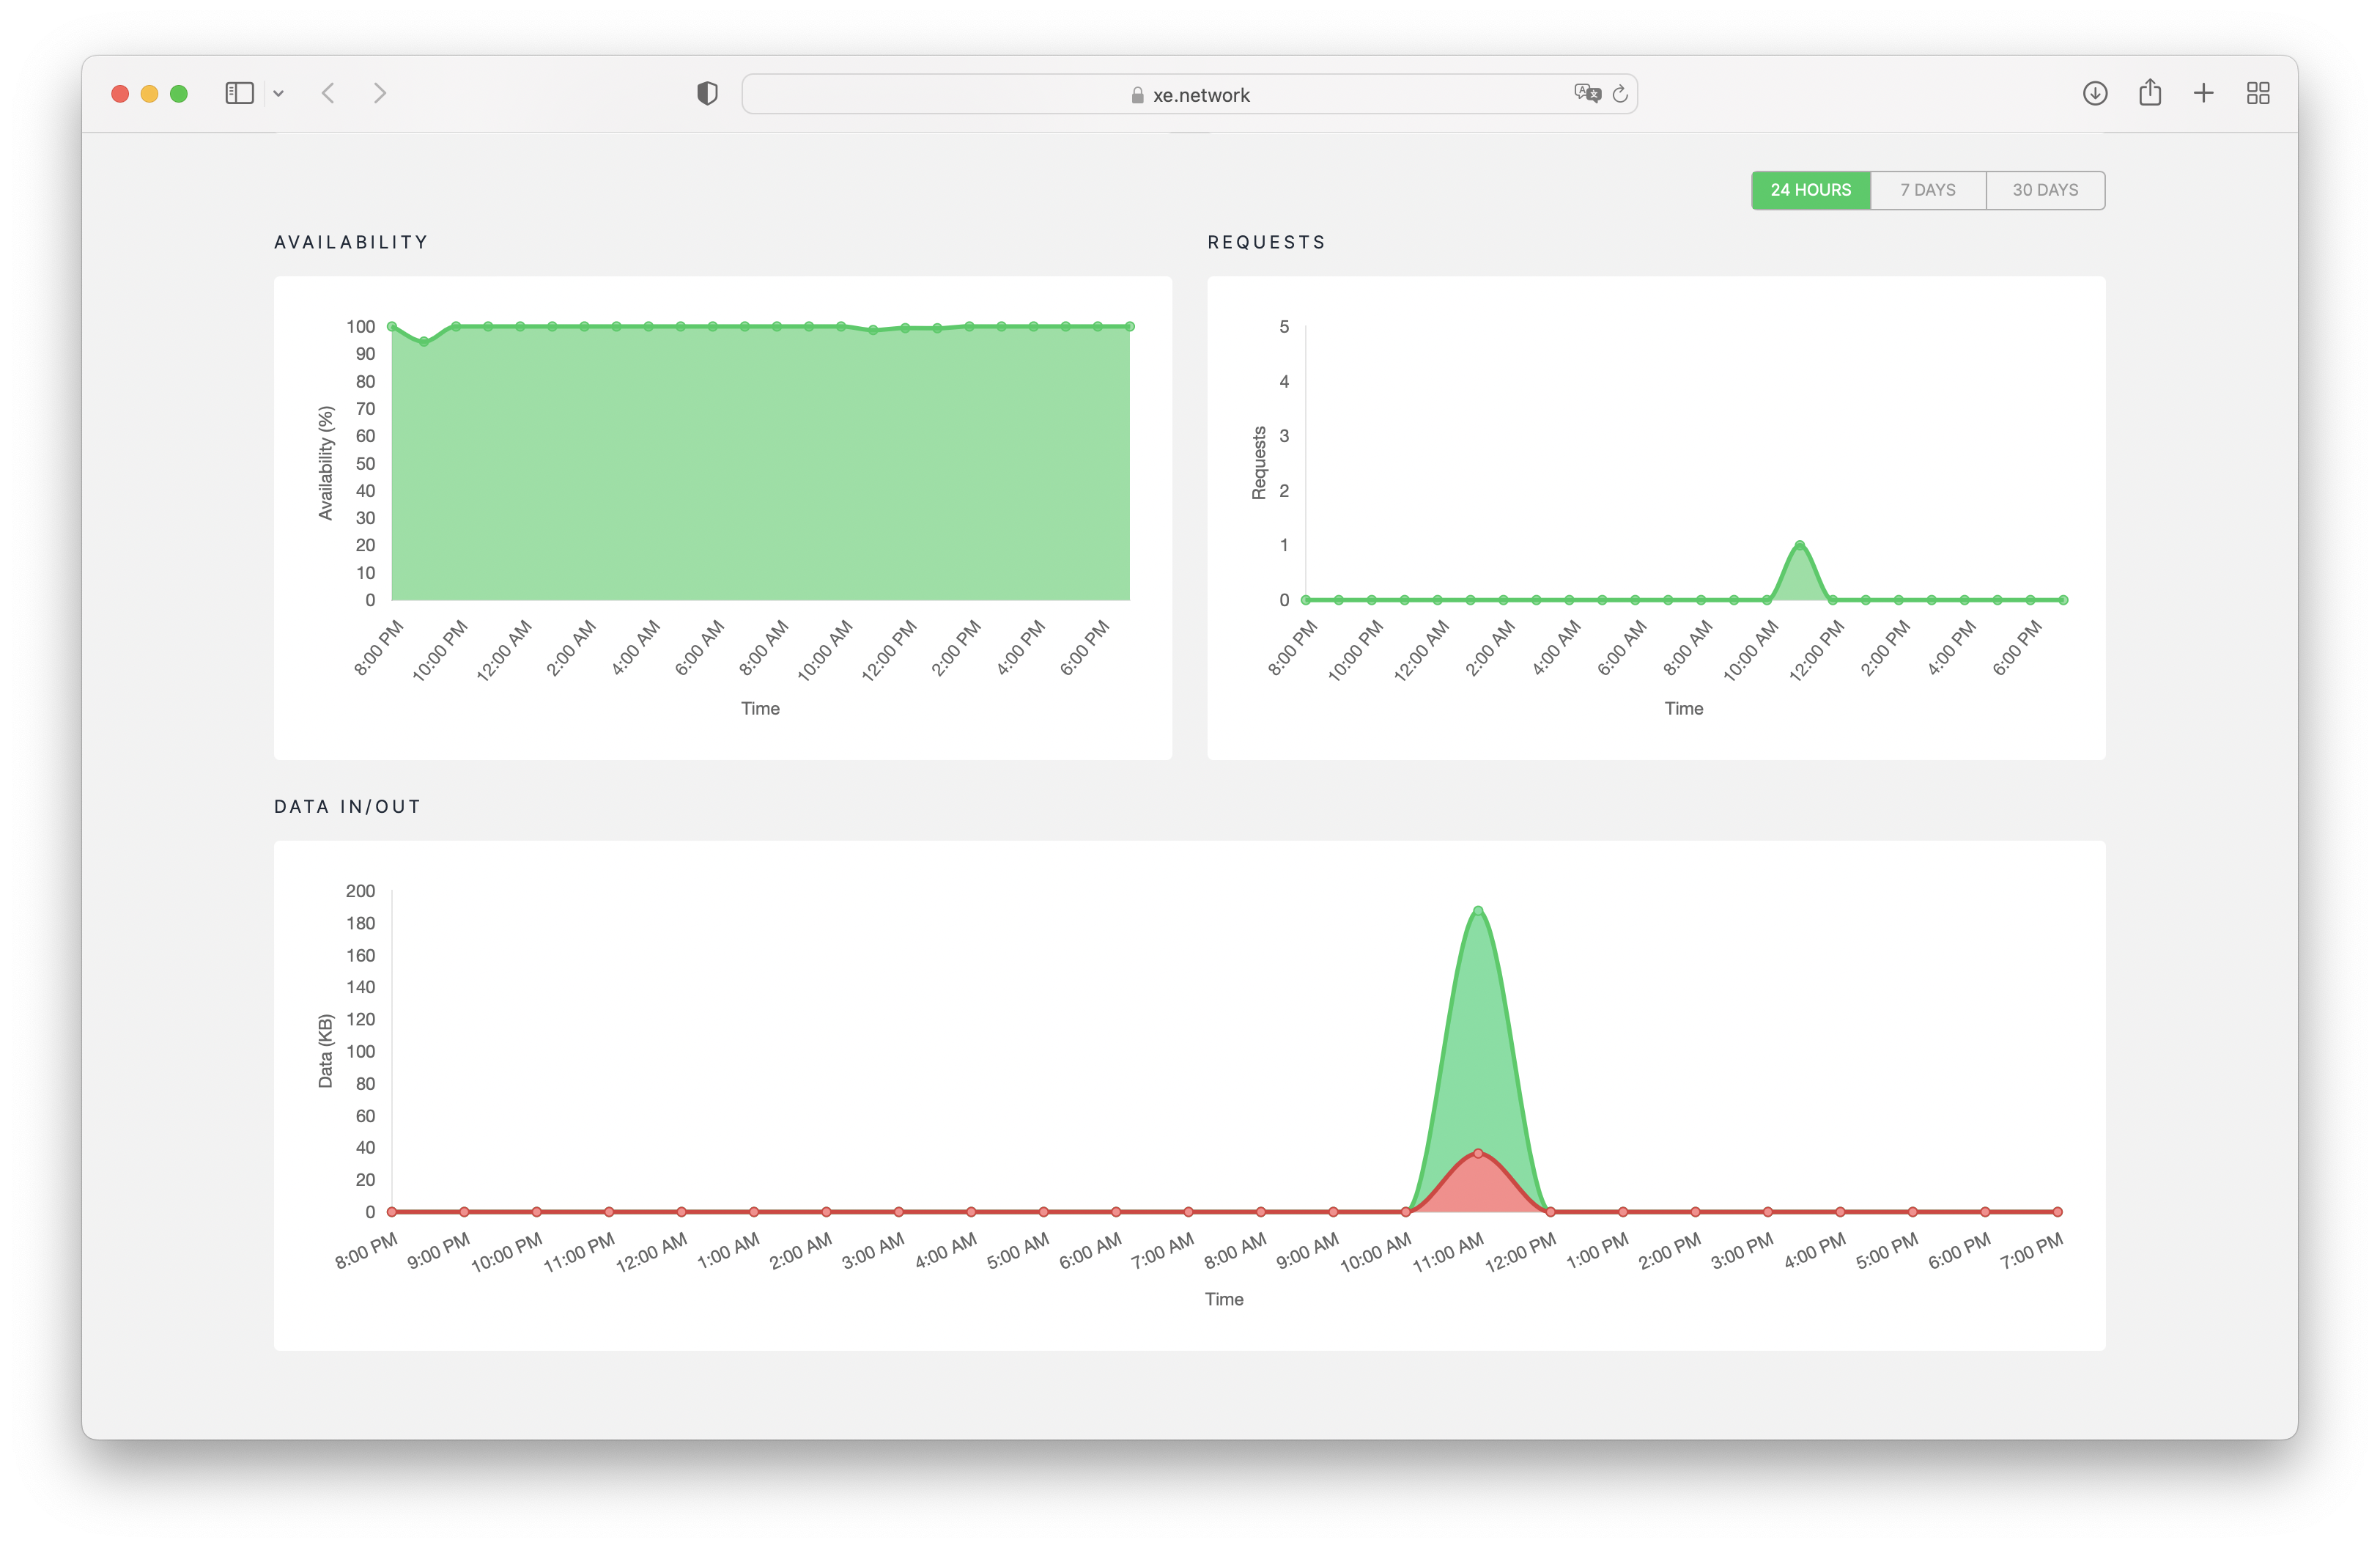 xe.network
24 HOURS 7 DAYS 30 DAYS
AVAILABILITY
100
90
80
70
60
50
40
30
20
10
0
Availability (%)
8:00 PM 10:00 PM 12:00 AM 2:00 AM 4:00 AM 6:00 AM 8:00 AM 10:00 AM 12:00 PM 2:00 PM 4:00 PM 6:00 PM
Time
REQUESTS
5
4
3
2
1
0
Requests
8:00 PM 10:00 PM 12:00 AM 2:00 AM 4:00 AM 6:00 AM 8:00 AM 10:00 AM 12:00 PM 2:00 PM 4:00 PM 6:00 PM
Time
DATA IN/OUT
200
180
160
140
120
100
80
60
40
20
0
Data (KB)
8:00 PM 9:00 PM 10:00 PM 11:00 PM 12:00 AM 1:00 AM 2:00 AM 3:00 AM 4:00 AM 5:00 AM 6:00 AM 7:00 AM 8:00 AM 9:00 AM 10:00 AM 11:00 AM 12:00 PM 1:00 PM 2:00 PM 3:00 PM 4:00 PM 5:00 PM 6:00 PM 7:00 PM
Time